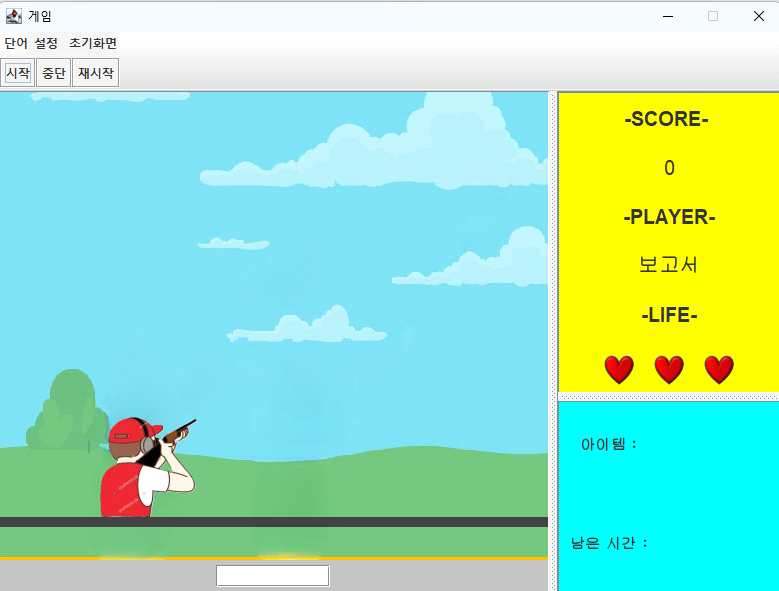 게임
단어 설정 초기화면
시작 중단 재시작
-SCORE-
0
-PLAYER-
보고서
-LIFE-
아이템 :
남은 시간 :